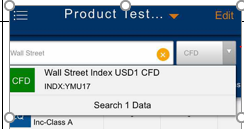 Product Test... Edit
Wall Street CFD
CFD Wall Street Index USD1 CFD
INDX:YMU17
Search 1 Data
Inc-Class A